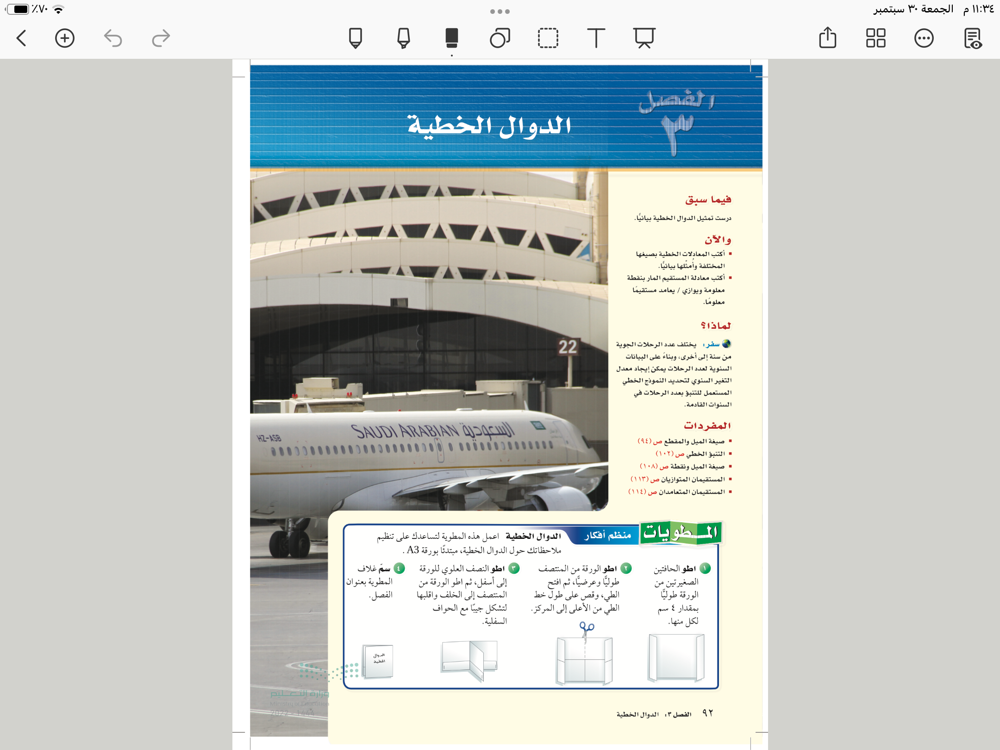 ١١:٣٤ م الجمعة ٣٠ سبتمبر
٪٧٠
الفصل
٣
الدوال الخطية
فيما سبق
درست تمثيل الدوال الخطية بيانيًّا.
والآن
أكتب المعادلات الخطية بصيغها
المختلفة وأُمثِّلها بيانيًّا.
أكتب معادلة المستقيم المار بنقطة
معلومة ويوازي / يعامد مستقيمًا
معلومًا.
لماذا؟
سفر: يختلف عدد الرحلات الجوية
من سنة إلى أخرى، وبناءً على البيانات
السنوية لعدد الرحلات يمكن إيجاد معدل
التغير السنوي لتحديد النموذج الخطي
المستعمل للتنبؤ بعدد الرحلات في
السنوات القادمة.
المفردات
صيغة الميل والمقطع ص (٩٤)
التنبؤ الخطي ص (١٠٢)
صيغة الميل ونقطة ص (١٠٨)
المستقيمان المتوازيان ص (١١٣)
المستقيمان المتعامدان ص (١١٤)
22
SAUDI ARABIAN السعودية
HZ-ASB
المـطويات
منظم أفكار
الدوال الخطية اعمل هذه المطوية لتساعدك على تنظيم
ملاحظاتك حول الدوال الخطية، مبتدئًا بورقة A3 .
١ اطو الحافتين
الصغيرتين من
الورقة طوليًّا
بمقدار ٤ سم
لكل منها.
٢ اطو الورقة من المنتصف
طوليًّا وعرضيًّا، ثم افتح
الطي، وقص على طول خط
الطي من الأعلى إلى المركز.
٣ اطو النصف العلوي للورقة
إلى أسفل، ثم اطو الورقة من
المنتصف إلى الخلف واقلبها
لتشكل جيبًا مع الحواف
السفلية.
٤ سمّ غلاف
المطوية بعنوان
الفصل.
الدوال
الخطية
وزارة التعليم
Ministry of Education
2022 - 1444
٩٢ الفصل ٣: الدوال الخطية